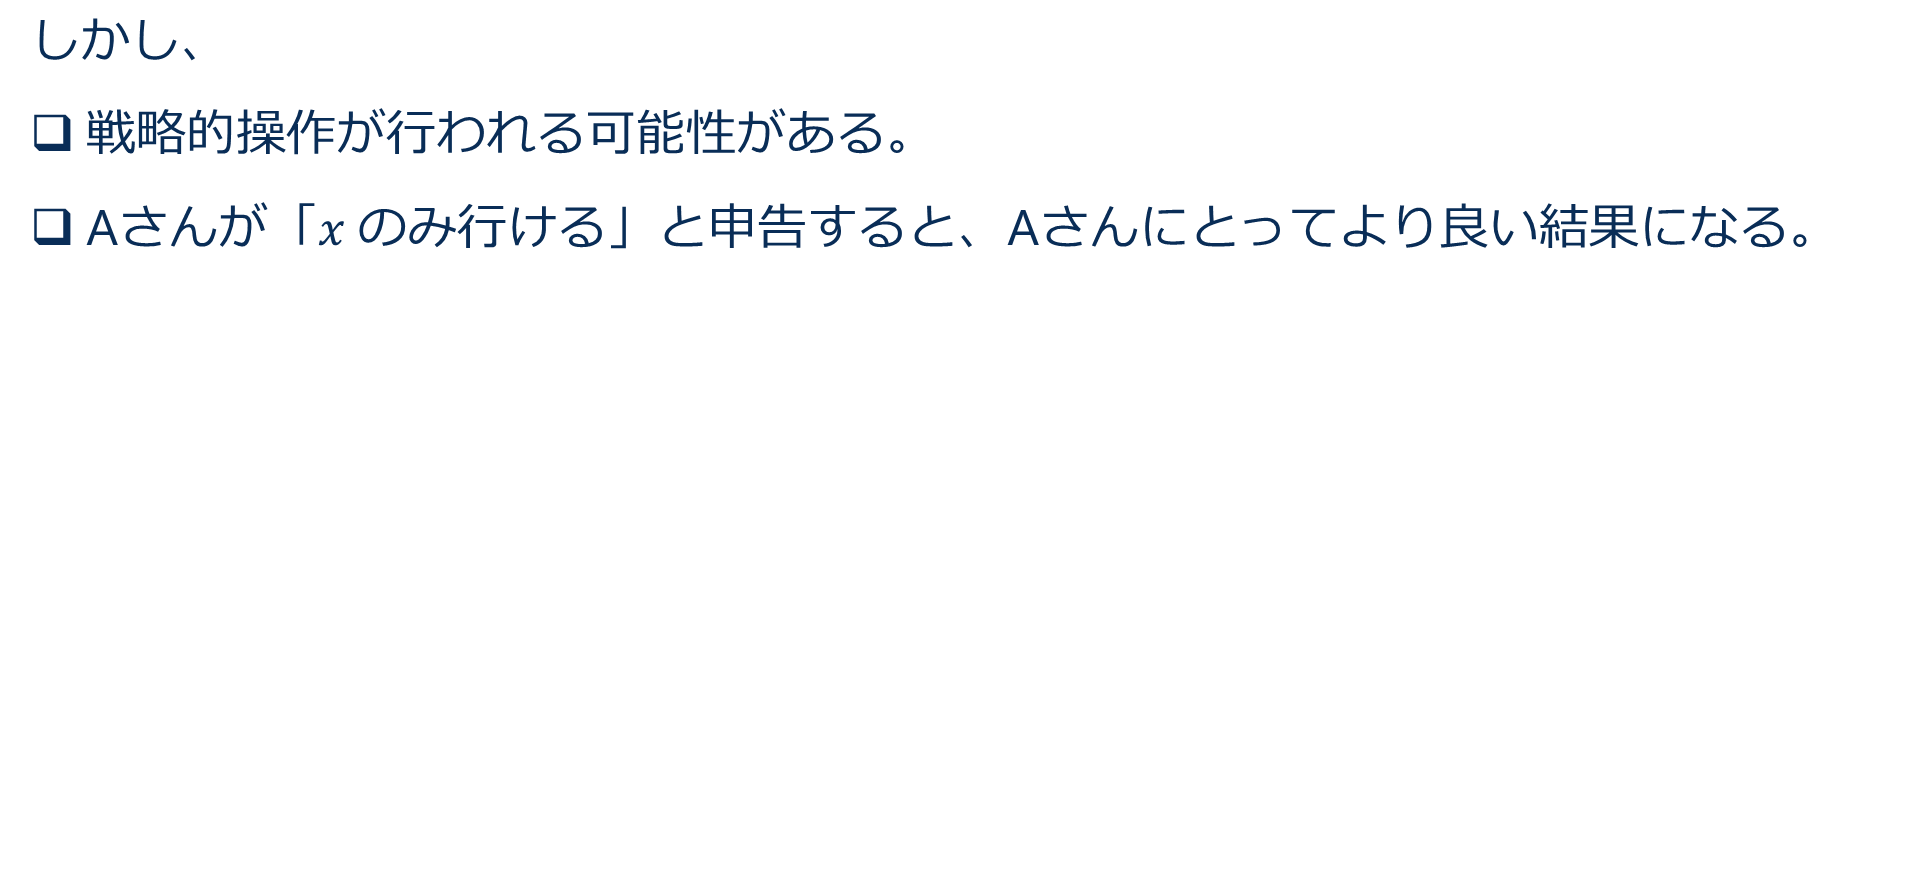 しかし、
❑ 戦略的操作が行われる可能性がある。
❑ Aさんが「x のみ行ける」と申告すると、Aさんにとってより良い結果になる。